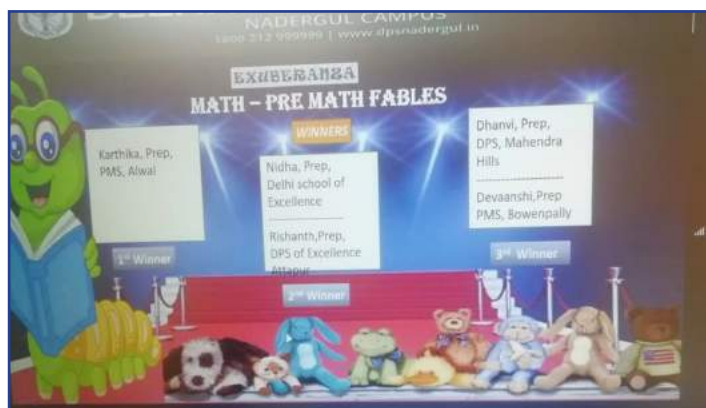 NADERGUL CAMPUS
1800 212 999999 | www.dpsnadergul.in
EXUBERANZA
MATH – PRE MATH FABLES
WINNERS
Karthika, Prep,
PMS, Alwal
1st Winner
Nidha, Prep,
Delhi school of
Excellence
--------------------
Rishanth,Prep,
DPS of Excellence
Attapur
2nd Winner
Dhanvi, Prep,
DPS, Mahendra
Hills
----------------------
Devaanshi,Prep
PMS, Bowenpally
3rd Winner